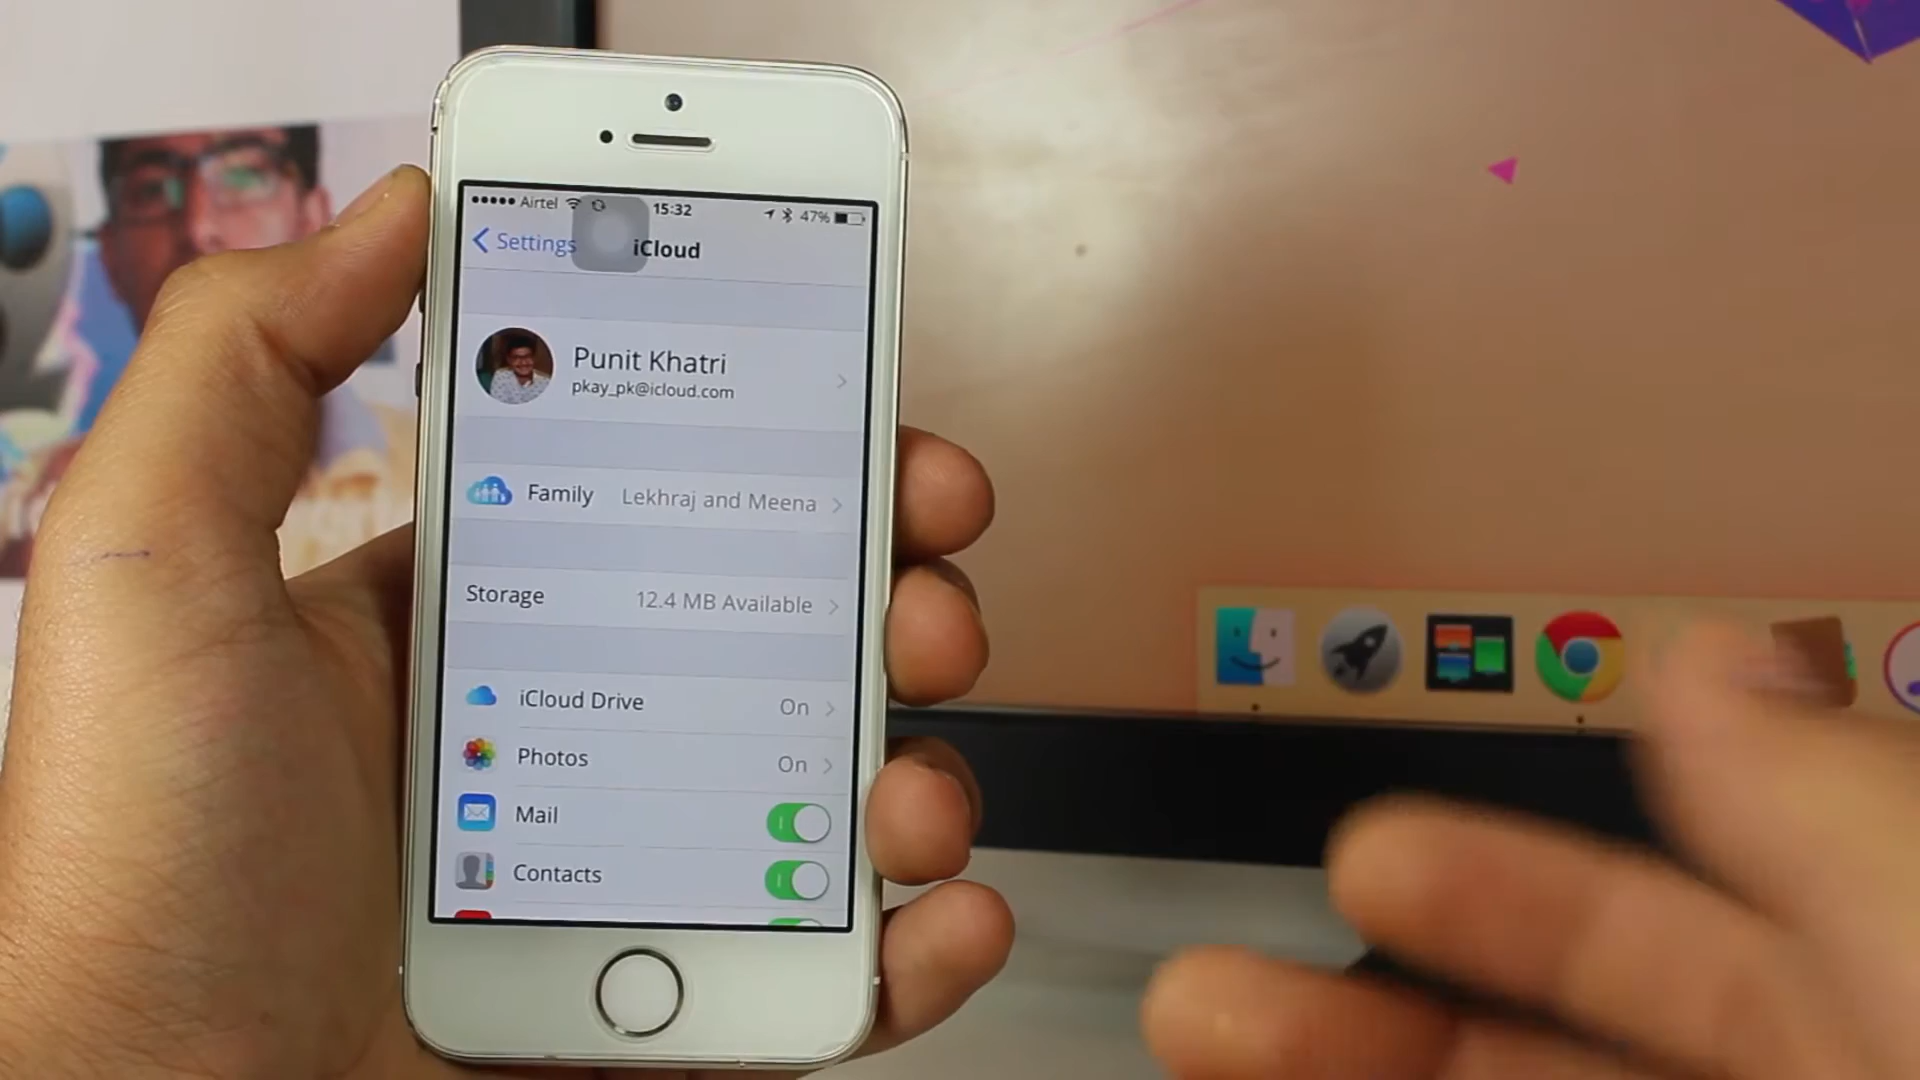 Airtel 15:32 47%
Settings iCloud
Punit Khatri
pkay_pk@icloud.com
Family Lekhraj and Meena
Storage 12.4 MB Available
iCloud Drive On
Photos On
Mail
Contacts